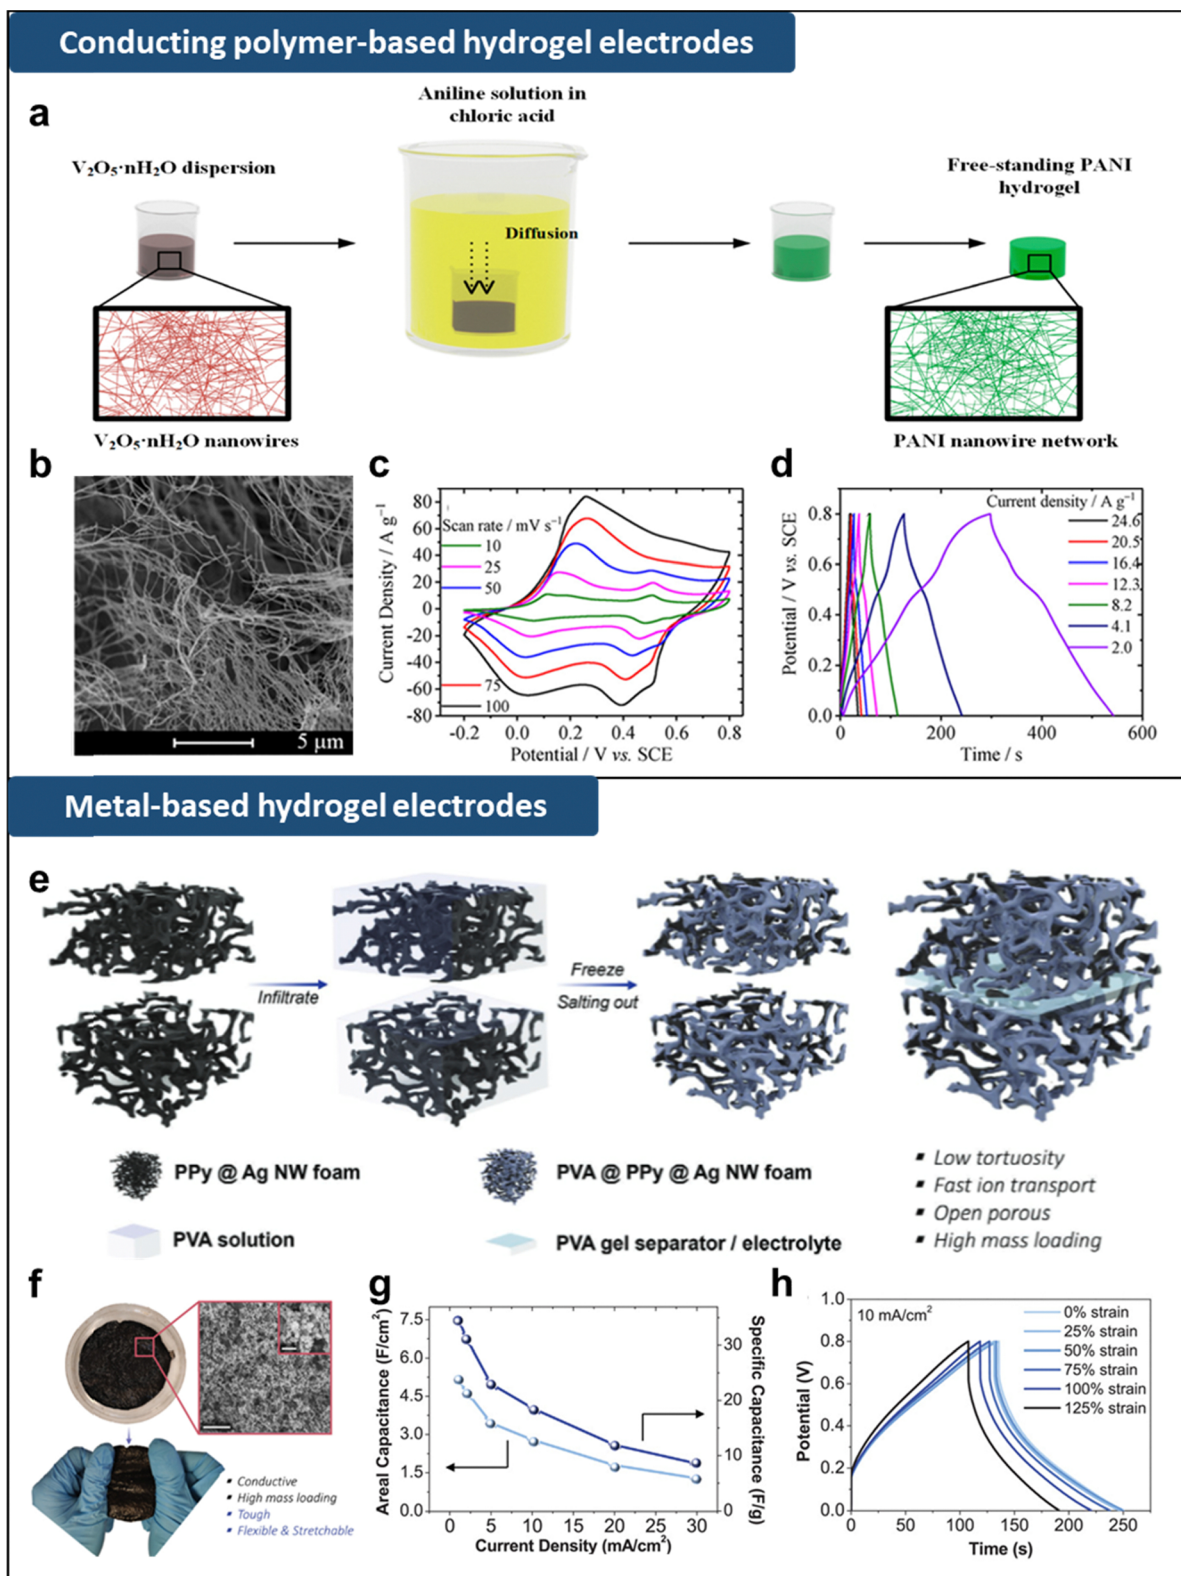 Conducting polymer-based hydrogel electrodes
a
Aniline solution in
chloric acid
V₂O₅·nH₂O dispersion
Free-standing PANI
hydrogel
Diffusion
V₂O₅·nH₂O nanowires
PANI nanowire network
b
5 μm
c
Current Density / A g⁻¹
80
60
40
20
0
-20
-40
-60
-80
Scan rate / mV s⁻¹
10
25
50
75
100
-0.2
0.0
0.2
0.4
0.6
0.8
Potential / V vs. SCE
d
Potential / V vs. SCE
0.8
0.6
0.4
0.2
0.0
Current density / A g⁻¹
24.6
20.5
16.4
12.3
8.2
4.1
2.0
0
200
400
600
Time / s
Metal-based hydrogel electrodes
e
Infiltrate
Freeze
Salting out
PPy @ Ag NW foam
PVA @ PPy @ Ag NW foam
PVA solution
PVA gel separator / electrolyte
▪ Low tortuosity
▪ Fast ion transport
▪ Open porous
▪ High mass loading
f
▪ Conductive
▪ High mass loading
▪ Tough
▪ Flexible & Stretchable
g
Areal Capacitance (F/cm²)
7.5
6.0
4.5
3.0
1.5
0.0
Specific Capacitance (F/g)
30
20
10
0
0
5
10
15
20
25
30
Current Density (mA/cm²)
h
Potential (V)
1.0
0.8
0.6
0.4
0.2
0.0
10 mA/cm²
0% strain
25% strain
50% strain
75% strain
100% strain
125% strain
0
50
100
150
200
250
Time (s)